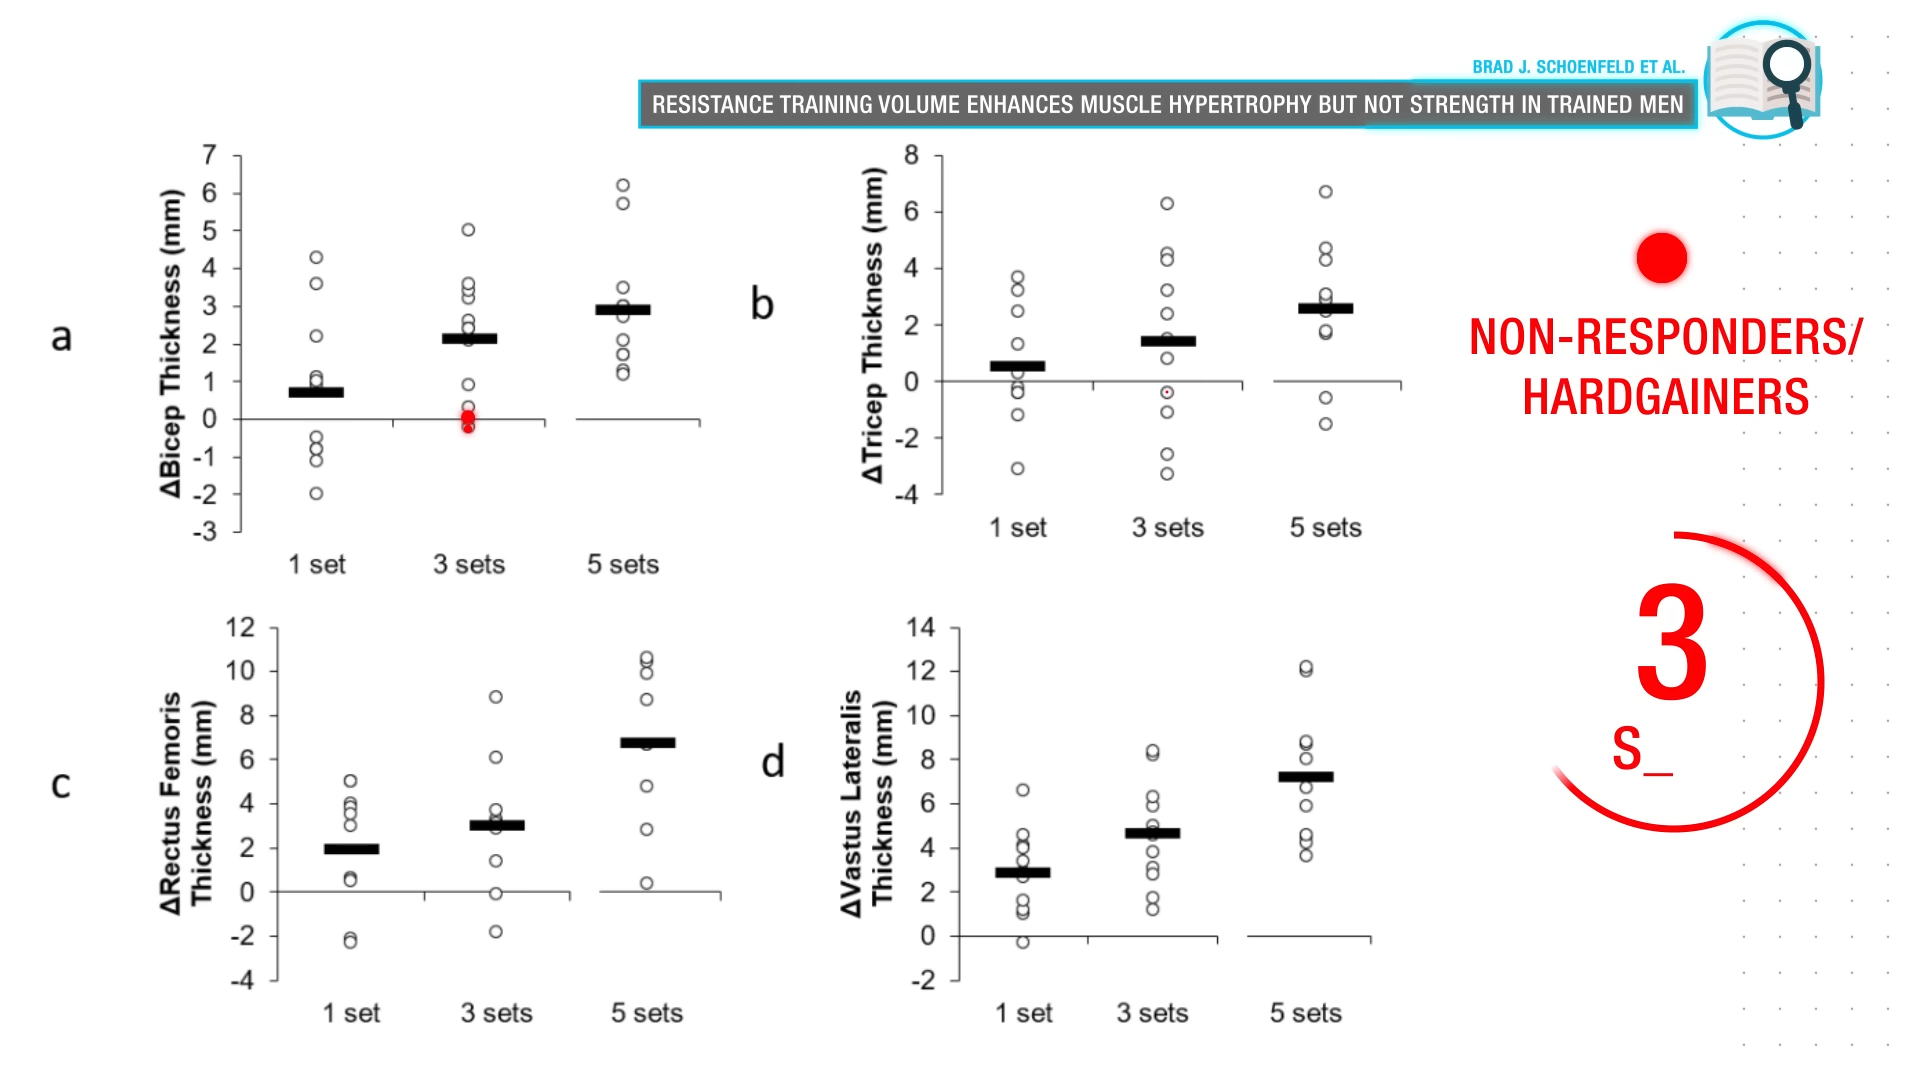 BRAD J. SCHOENFELD ET AL.
RESISTANCE TRAINING VOLUME ENHANCES MUSCLE HYPERTROPHY BUT NOT STRENGTH IN TRAINED MEN
a
ΔBicep Thickness (mm)
7
6
5
4
3
2
1
0
-1
-2
-3
1 set
3 sets
5 sets
b
ΔTricep Thickness (mm)
8
6
4
2
0
-2
-4
1 set
3 sets
5 sets
NON-RESPONDERS/
HARDGAINERS
c
ΔRectus Femoris
Thickness (mm)
12
10
8
6
4
2
0
-2
-4
1 set
3 sets
5 sets
d
ΔVastus Lateralis
Thickness (mm)
14
12
10
8
6
4
2
0
-2
1 set
3 sets
5 sets
3
S_